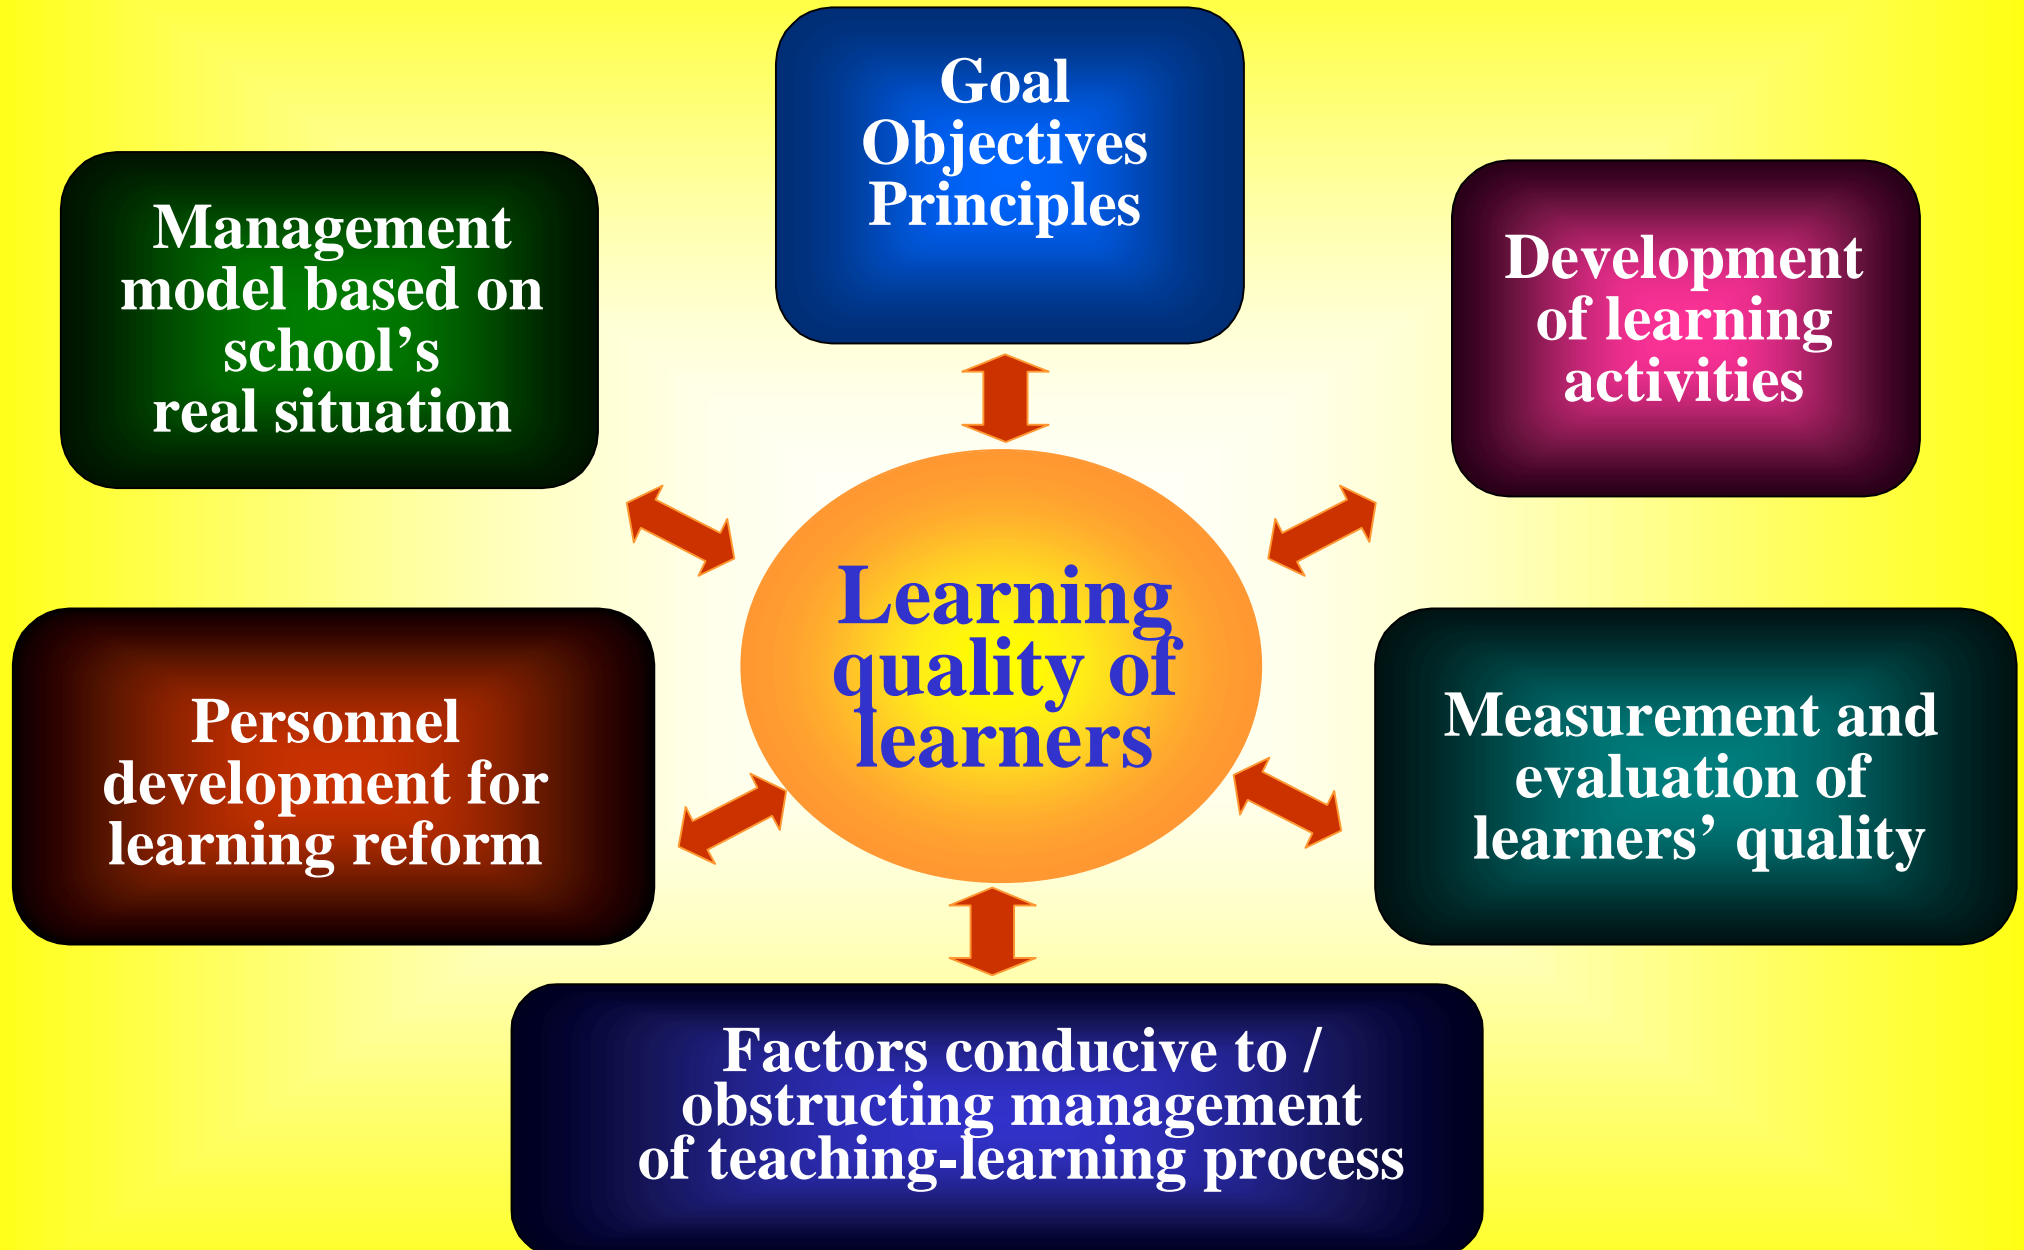 Goal
Objectives
Principles
Management
model based on
school’s
real situation
Development
of learning
activities
Learning
quality of
learners
Personnel
development for
learning reform
Measurement and
evaluation of
learners’ quality
Factors conducive to /
obstructing management
of teaching-learning process